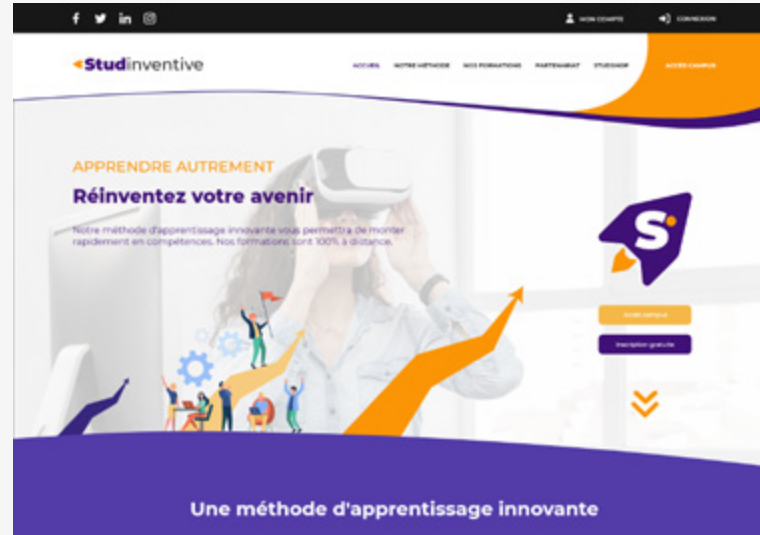 MON COMPTE
CONNEXION
Studinventive
ACCUEIL NOTRE MÉTHODE NOS FORMATIONS PARTENARIAT STUDSHOP ACCÈS CAMPUS
APPRENDRE AUTREMENT
Réinventez votre avenir
Notre méthode d'apprentissage innovante vous permettra de monter
rapidement en compétences. Nos formations sont 100% à distance.
S
Accès campus
Inscription gratuite
Une méthode d'apprentissage innovante